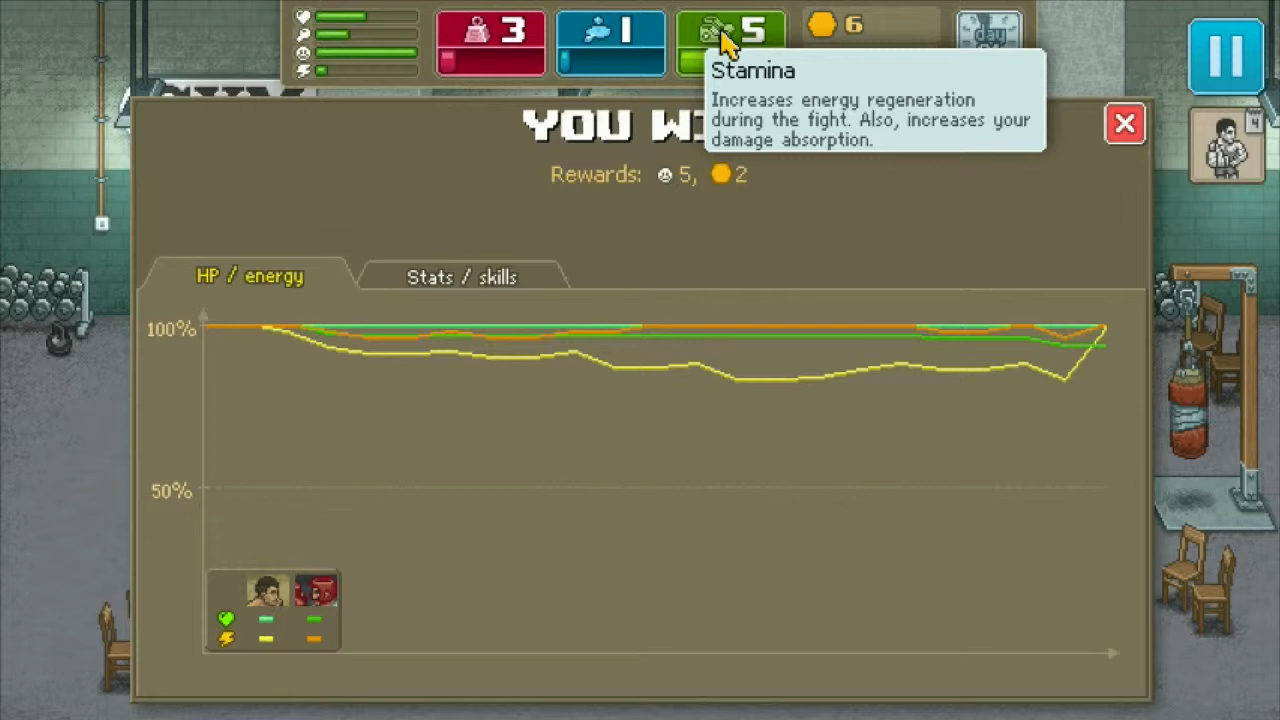 3
1
5
6
day
Stamina
Increases energy regeneration
during the fight. Also, increases your
damage absorption.
4
YOU WI
Rewards: 5, 2
HP / energy
Stats / skills
100%
50%